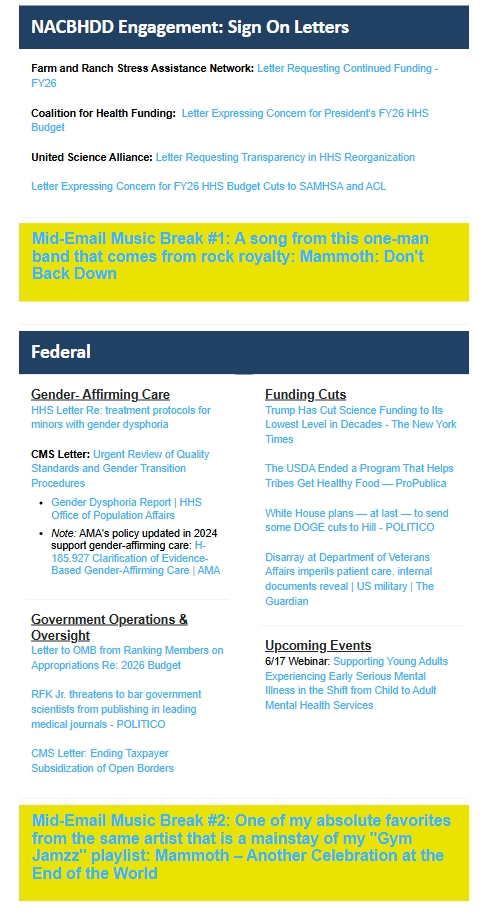 NACBHDD Engagement: Sign On Letters
Farm and Ranch Stress Assistance Network: Letter Requesting Continued Funding -
FY26
Coalition for Health Funding:  Letter Expressing Concern for President's FY26 HHS
Budget
United Science Alliance: Letter Requesting Transparency in HHS Reorganization
Letter Expressing Concern for FY26 HHS Budget Cuts to SAMHSA and ACL
Mid-Email Music Break #1: A song from this one-man
band that comes from rock royalty: Mammoth: Don't
Back Down
Federal
Gender- Affirming Care
HHS Letter Re: treatment protocols for
minors with gender dysphoria
CMS Letter: Urgent Review of Quality
Standards and Gender Transition
Procedures
• Gender Dysphoria Report | HHS
Office of Population Affairs
• Note: AMA's policy updated in 2024
support gender-affirming care: H-
185.927 Clarification of Evidence-
Based Gender-Affirming Care | AMA
Government Operations &
Oversight
Letter to OMB from Ranking Members on
Appropriations Re: 2026 Budget
RFK Jr. threatens to bar government
scientists from publishing in leading
medical journals - POLITICO
CMS Letter: Ending Taxpayer
Subsidization of Open Borders
Funding Cuts
Trump Has Cut Science Funding to Its
Lowest Level in Decades - The New York
Times
The USDA Ended a Program That Helps
Tribes Get Healthy Food — ProPublica
White House plans — at last — to send
some DOGE cuts to Hill - POLITICO
Disarray at Department of Veterans
Affairs imperils patient care, internal
documents reveal | US military | The
Guardian
Upcoming Events
6/17 Webinar: Supporting Young Adults
Experiencing Early Serious Mental
Illness in the Shift from Child to Adult
Mental Health Services
Mid-Email Music Break #2: One of my absolute favorites
from the same artist that is a mainstay of my "Gym
Jamzz" playlist: Mammoth – Another Celebration at the
End of the World